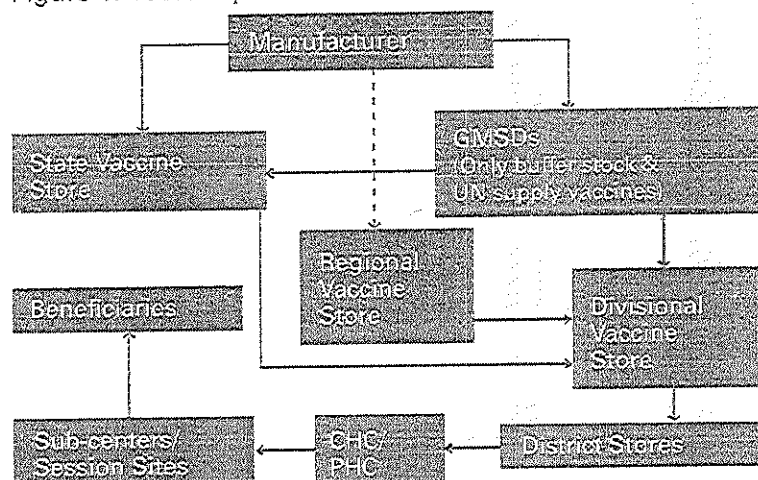 Manufacturer
State Vaccine
Store
GMSDs
(Only buffer stock &
UN supply vaccines)
Regional
Vaccine
Store
Beneficiaries
Divisional
Vaccine
Store
Sub-centers/
Session Sites
CHC/
PHC
District Stores